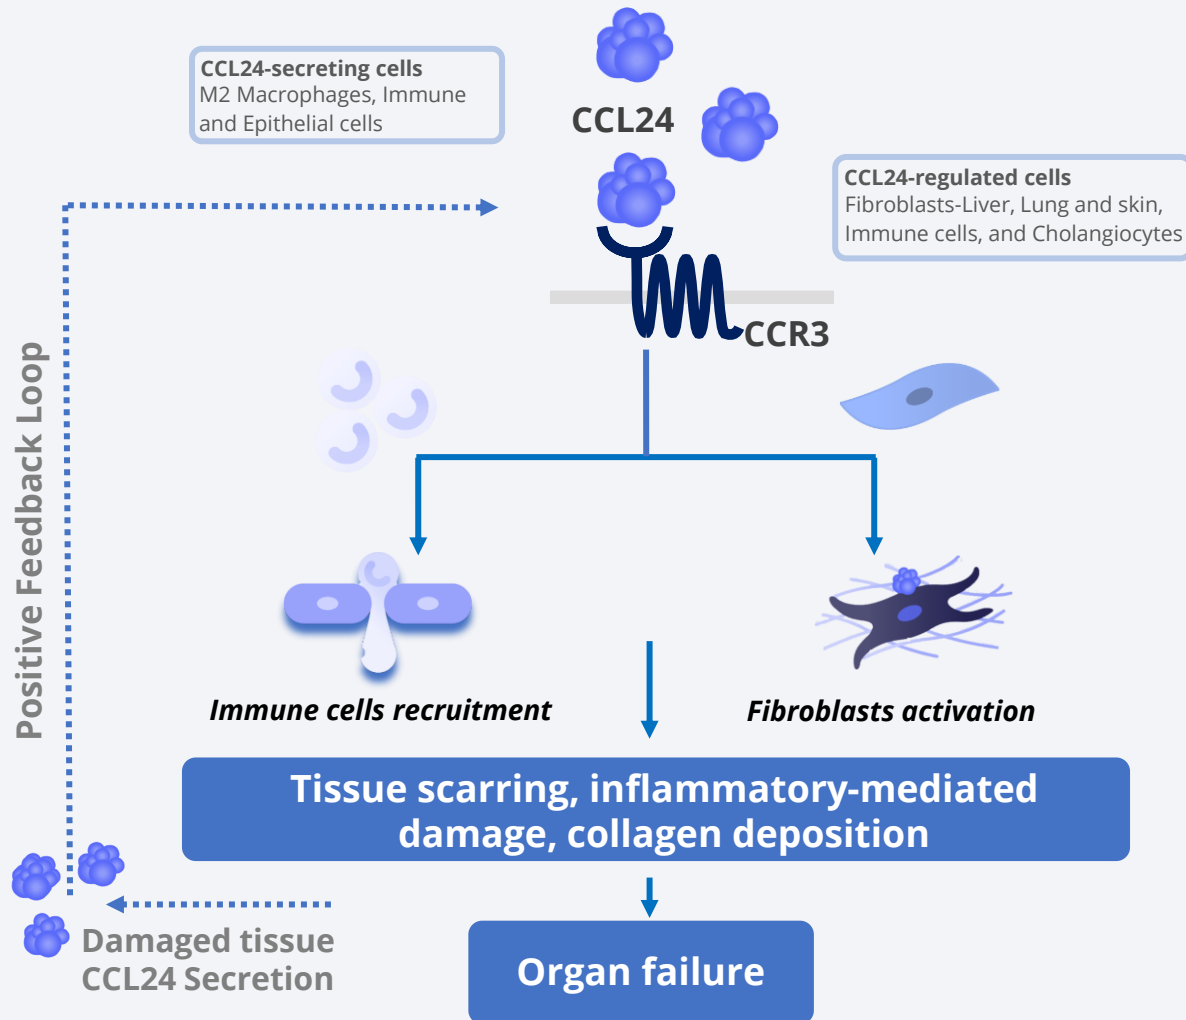 CCL24-secreting cells
M2 Macrophages, Immune
and Epithelial cells
CCL24
CCL24-regulated cells
Fibroblasts-Liver, Lung and skin,
Immune cells, and Cholangiocytes
CCR3
Positive Feedback Loop
Immune cells recruitment
Fibroblasts activation
Tissue scarring, inflammatory-mediated
damage, collagen deposition
Damaged tissue
CCL24 Secretion
Organ failure